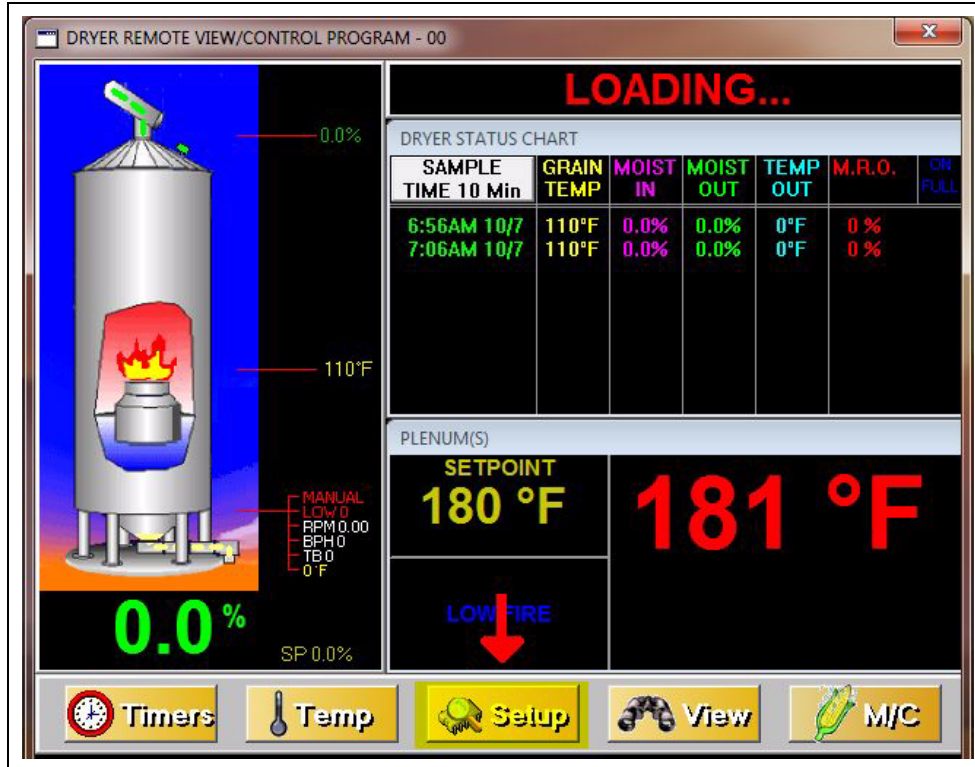 DRYER REMOTE VIEW/CONTROL PROGRAM - 00
x
LOADING...
0.0%
110°F
MANUAL
LOW 0
RPM 0.00
BPH 0
TB 0
0°F
0.0 %
SP 0.0%
DRYER STATUS CHART
SAMPLE TIME 10 Min GRAIN TEMP MOIST IN MOIST OUT TEMP OUT M.R.O. ON FULL
6:56AM 10/7 110°F 0.0% 0.0% 0°F 0 %
7:06AM 10/7 110°F 0.0% 0.0% 0°F 0 %
PLENUM(S)
SETPOINT
180 °F
181 °F
LOW FIRE
Timers Temp Setup View M/C